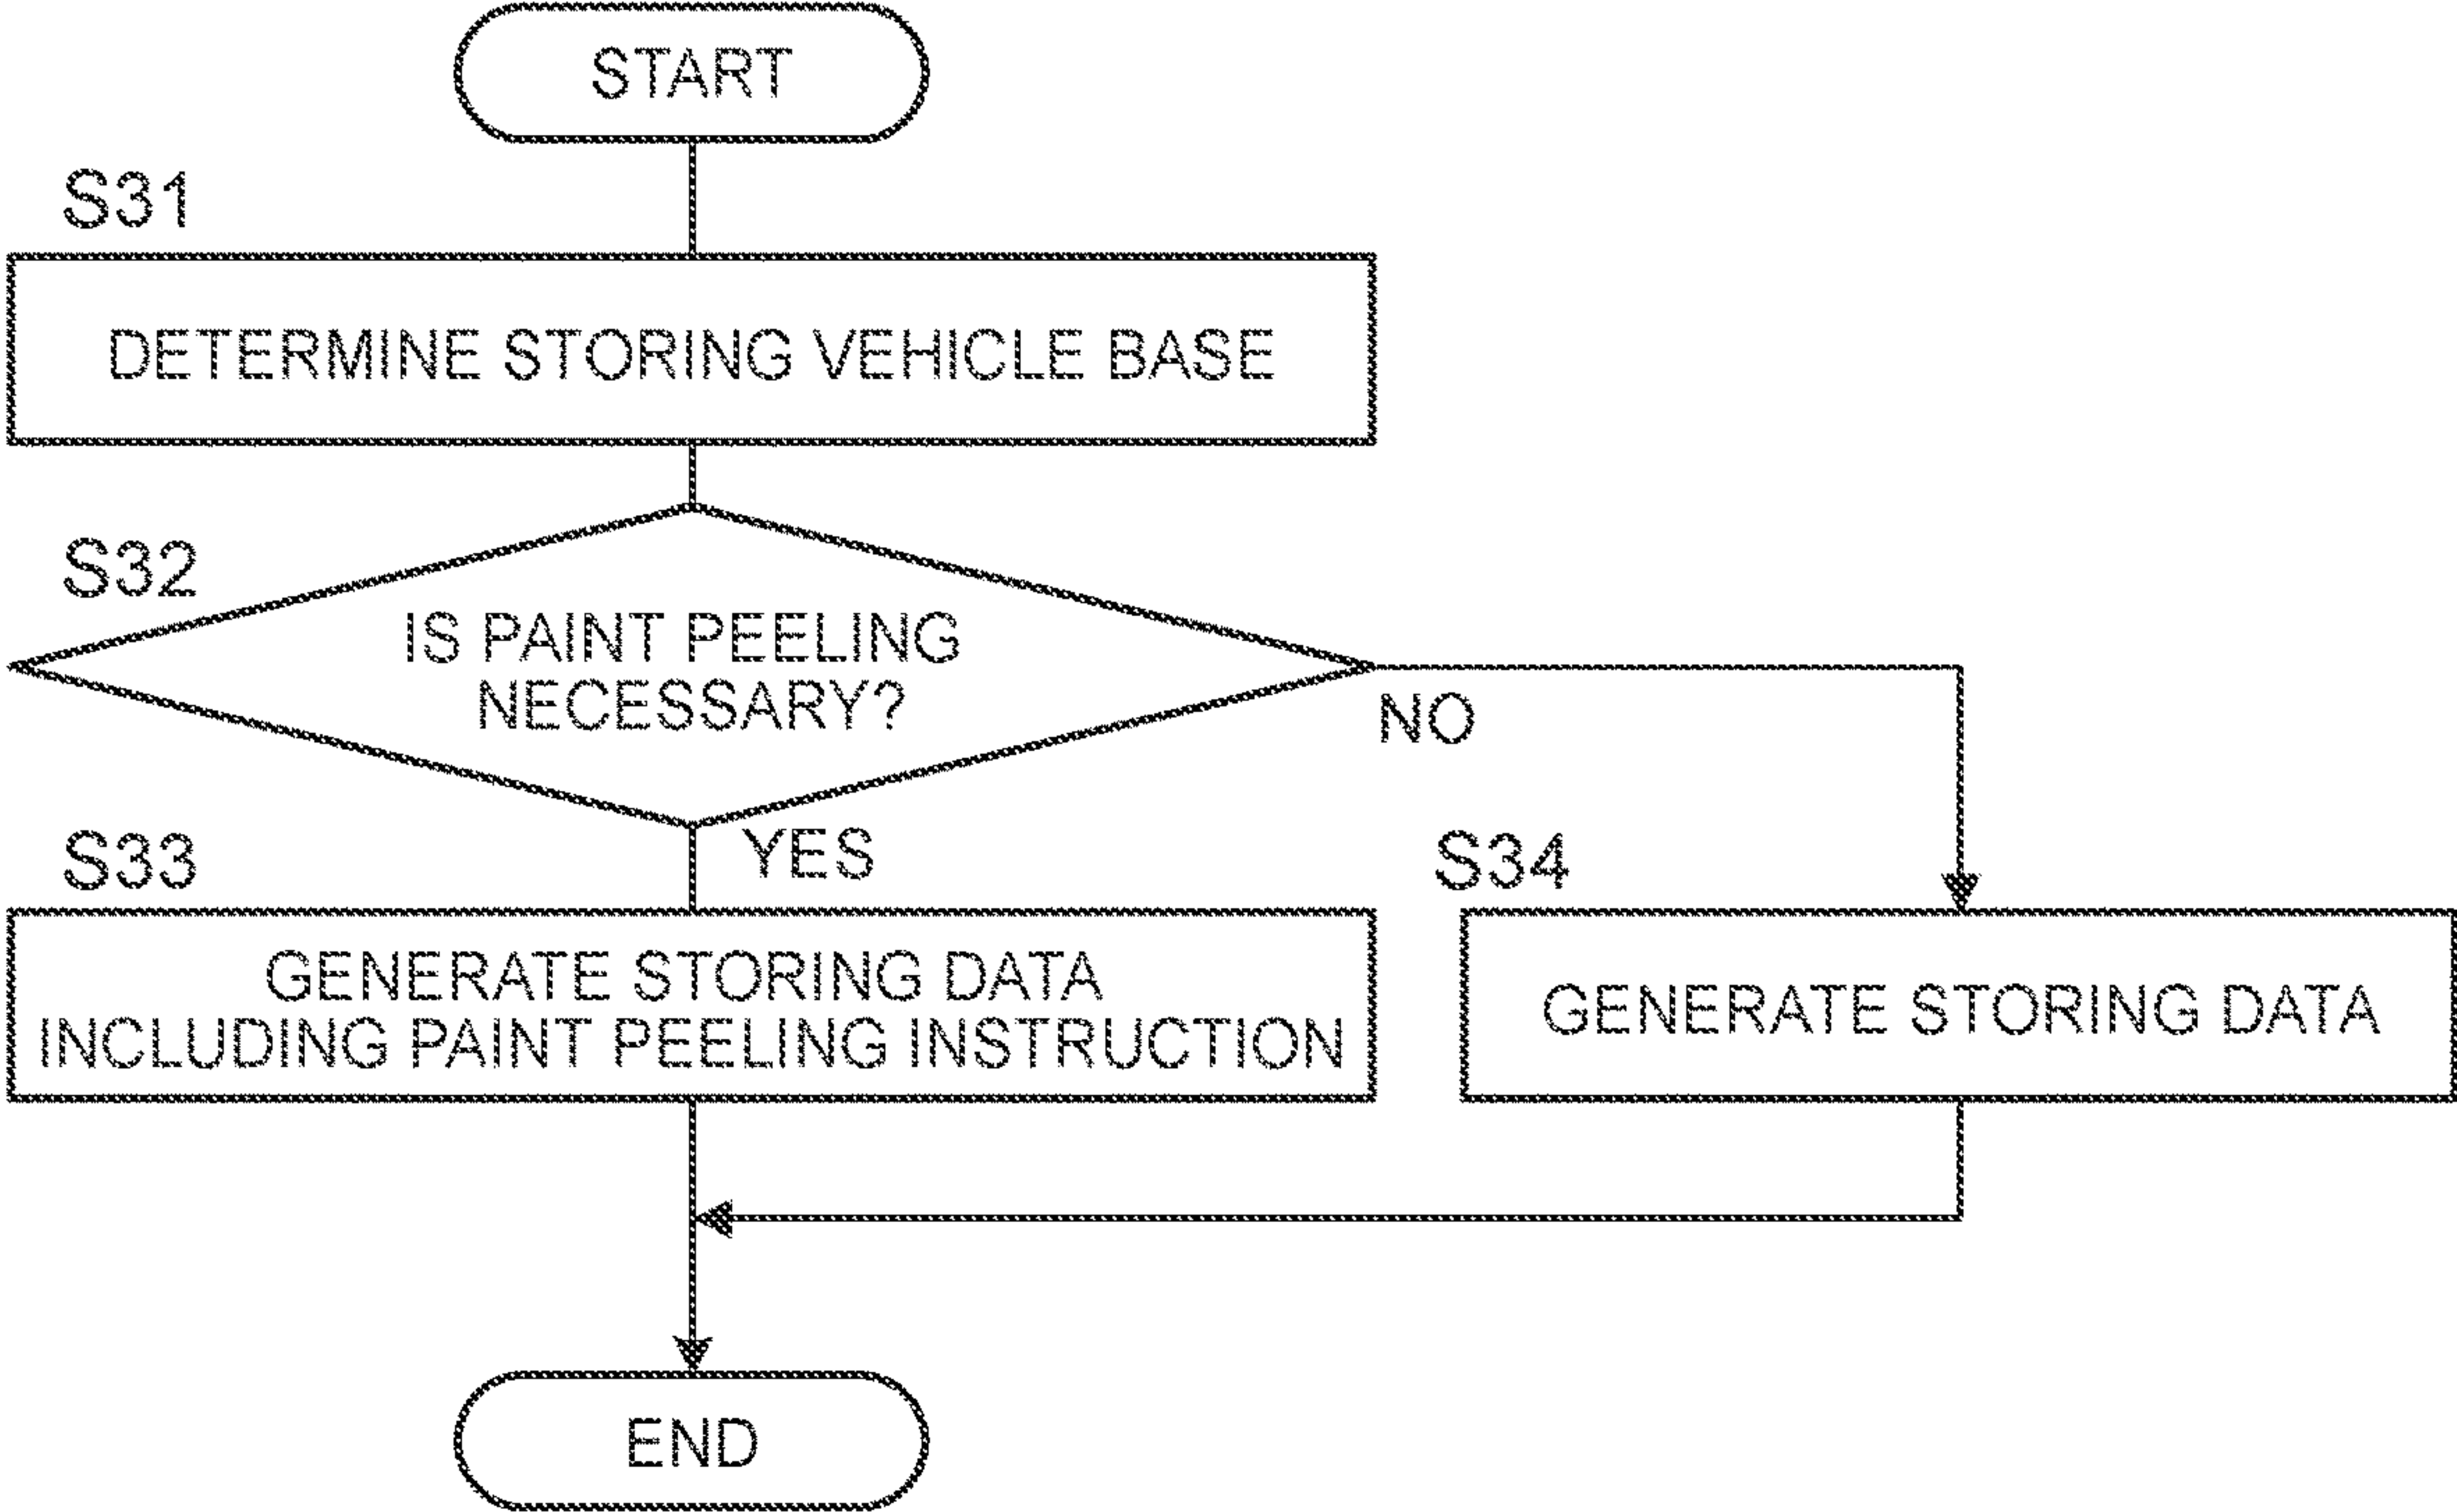 START
S31
DETERMINE STORING VEHICLE BASE
S32
IS PAINT PEELING
NECESSARY?
NO
YES
S33
GENERATE STORING DATA
INCLUDING PAINT PEELING INSTRUCTION
S34
GENERATE STORING DATA
END